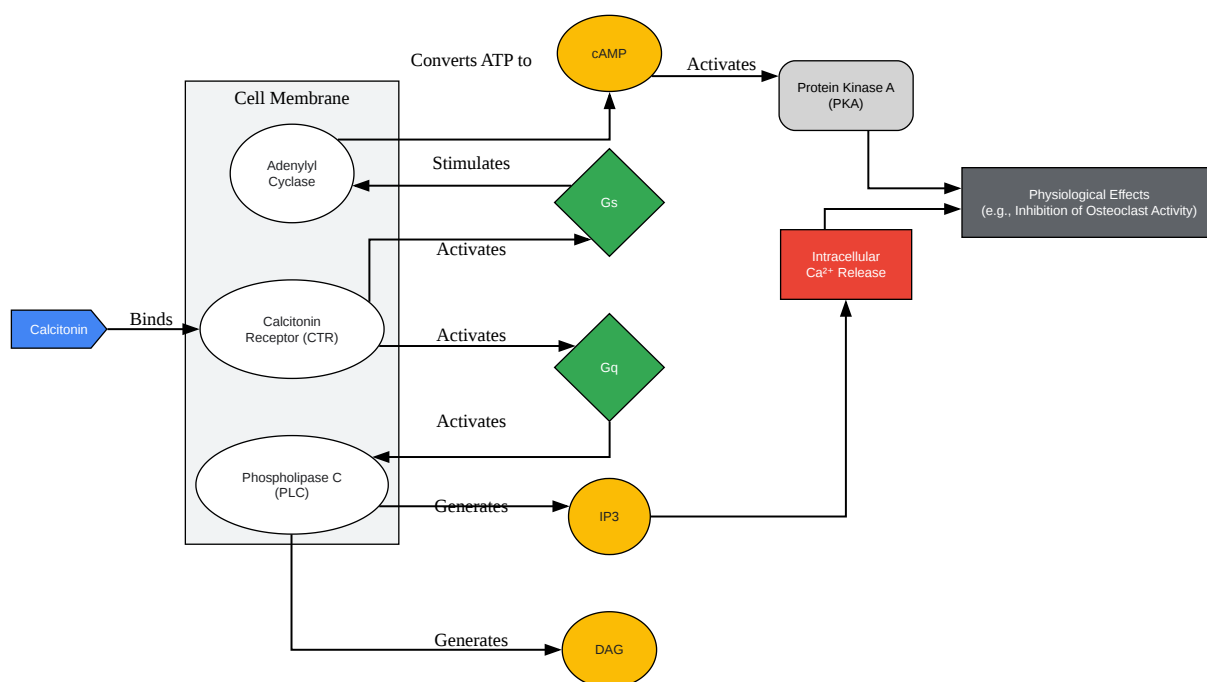 Converts ATP to
cAMP
Activates
Protein Kinase A
(PKA)
Cell Membrane
Adenylyl
Cyclase
Stimulates
Gs
Physiological Effects
(e.g., Inhibition of Osteoclast Activity)
Activates
Intracellular
Ca²⁺ Release
Calcitonin
Binds
Calcitonin
Receptor (CTR)
Activates
Gq
Activates
Phospholipase C
(PLC)
Generates
IP3
Generates
DAG